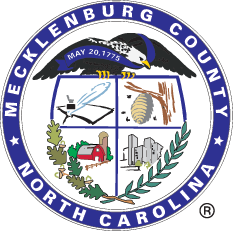 MECKLENBURG COUNTY
MAY 20, 1775
NORTH CAROLINA
®